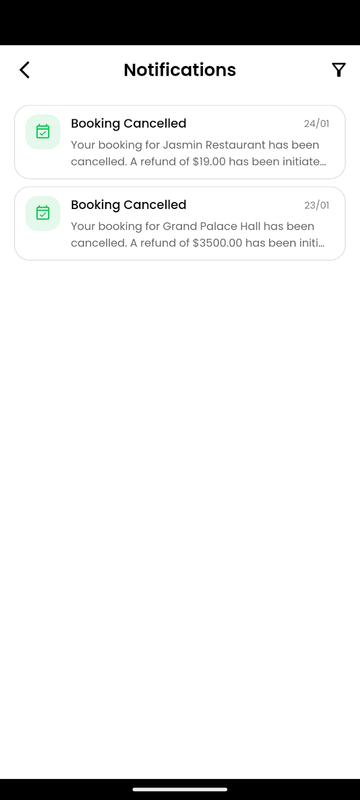 Notifications
Booking Cancelled
24/01
Your booking for Jasmin Restaurant has been
cancelled. A refund of $19.00 has been initiate...
Booking Cancelled
23/01
Your booking for Grand Palace Hall has been
cancelled. A refund of $3500.00 has been initi...